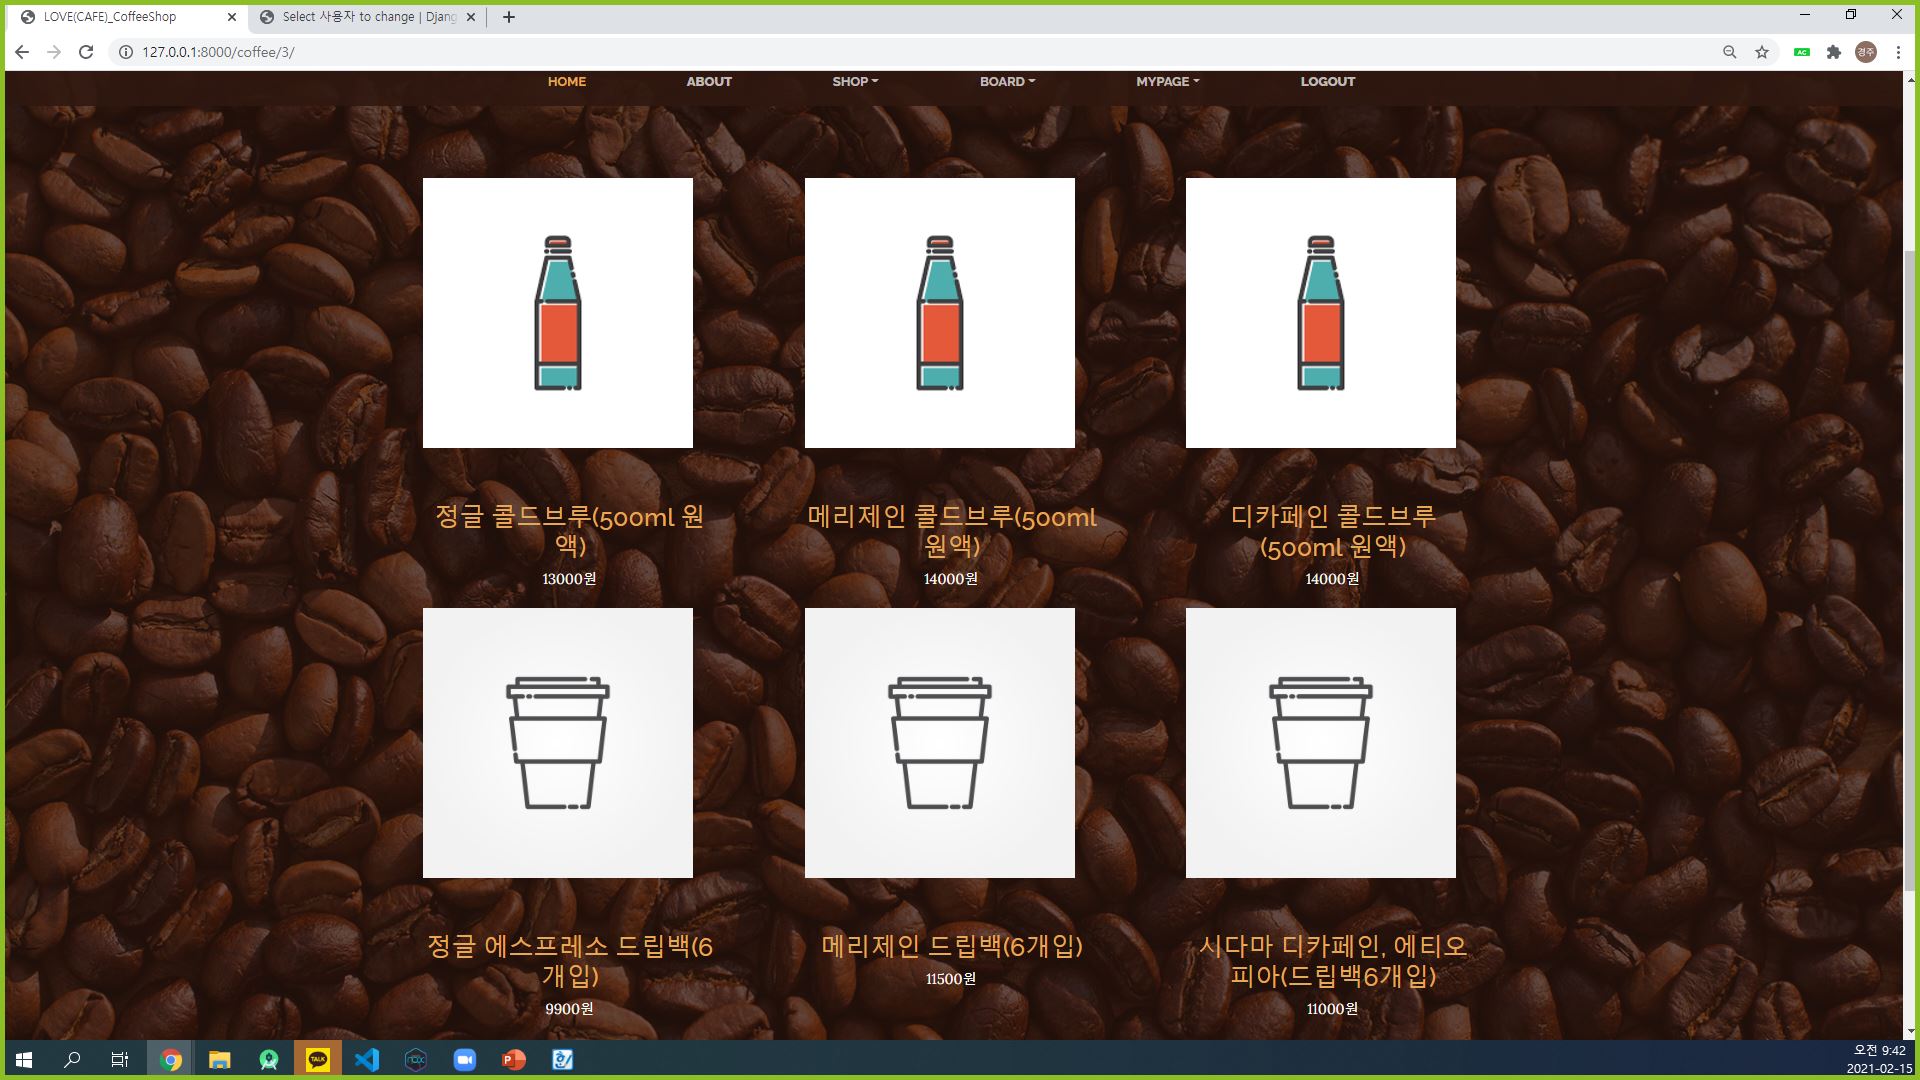 LOVE(CAFE)_CoffeeShop
Select 사용자 to change | Djang
127.0.0.1:8000/coffee/3/
AC
경주
HOME ABOUT SHOP BOARD MYPAGE LOGOUT
정글 콜드브루(500ml 원
액)
13000원
메리제인 콜드브루(500ml
원액)
14000원
디카페인 콜드브루
(500ml 원액)
14000원
정글 에스프레소 드립백(6
개입)
9900원
메리제인 드립백(6개입)
11500원
시다마 디카페인, 에티오
피아(드립백6개입)
11000원
TALK
nox
P
오전 9:42
2021-02-15